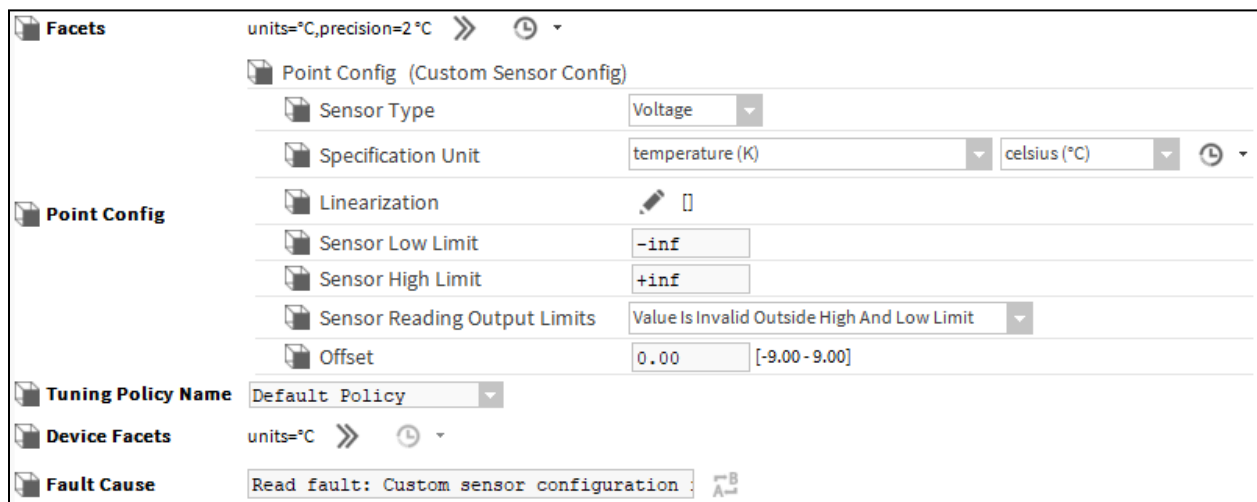 Facets units=°C,precision=2 °C
Point Config (Custom Sensor Config)
Sensor Type Voltage
Specification Unit temperature (K) celsius (°C)
Point Config
Linearization []
Sensor Low Limit -inf
Sensor High Limit +inf
Sensor Reading Output Limits Value Is Invalid Outside High And Low Limit
Offset 0.00 [-9.00 - 9.00]
Tuning Policy Name Default Policy
Device Facets units=°C
Fault Cause Read fault: Custom sensor configuration